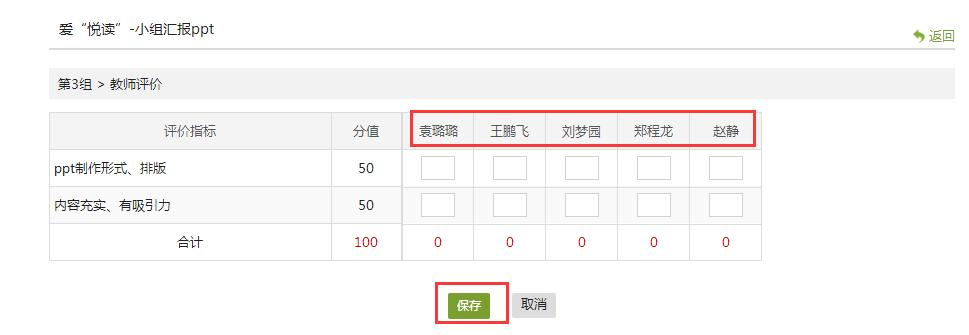 爱“悦读”-小组汇报ppt
返回
第3组 > 教师评价
评价指标 分值 袁璐璐 王鹏飞 刘梦园 郑程龙 赵静
ppt制作形式、排版 50
内容充实、有吸引力 50
合计 100 0 0 0 0 0
保存 取消